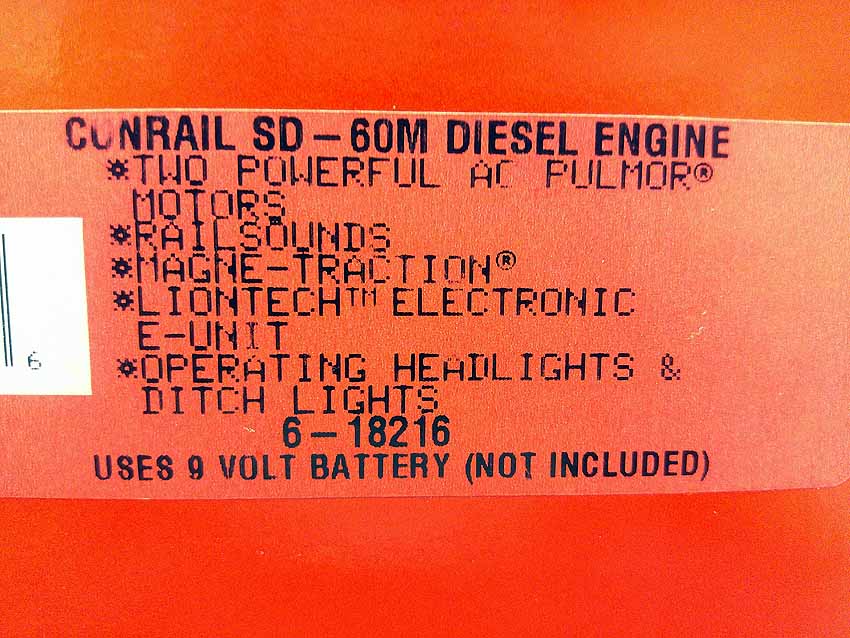 CONRAIL SD-60M DIESEL ENGINE
*TWO POWERFUL AC PULMOR®
MOTORS
*RAILSOUNDS
*MAGNE-TRACTION®
*LIONTECH™ ELECTRONIC
E-UNIT
*OPERATING HEADLIGHTS &
DITCH LIGHTS
6
6-18216
USES 9 VOLT BATTERY (NOT INCLUDED)